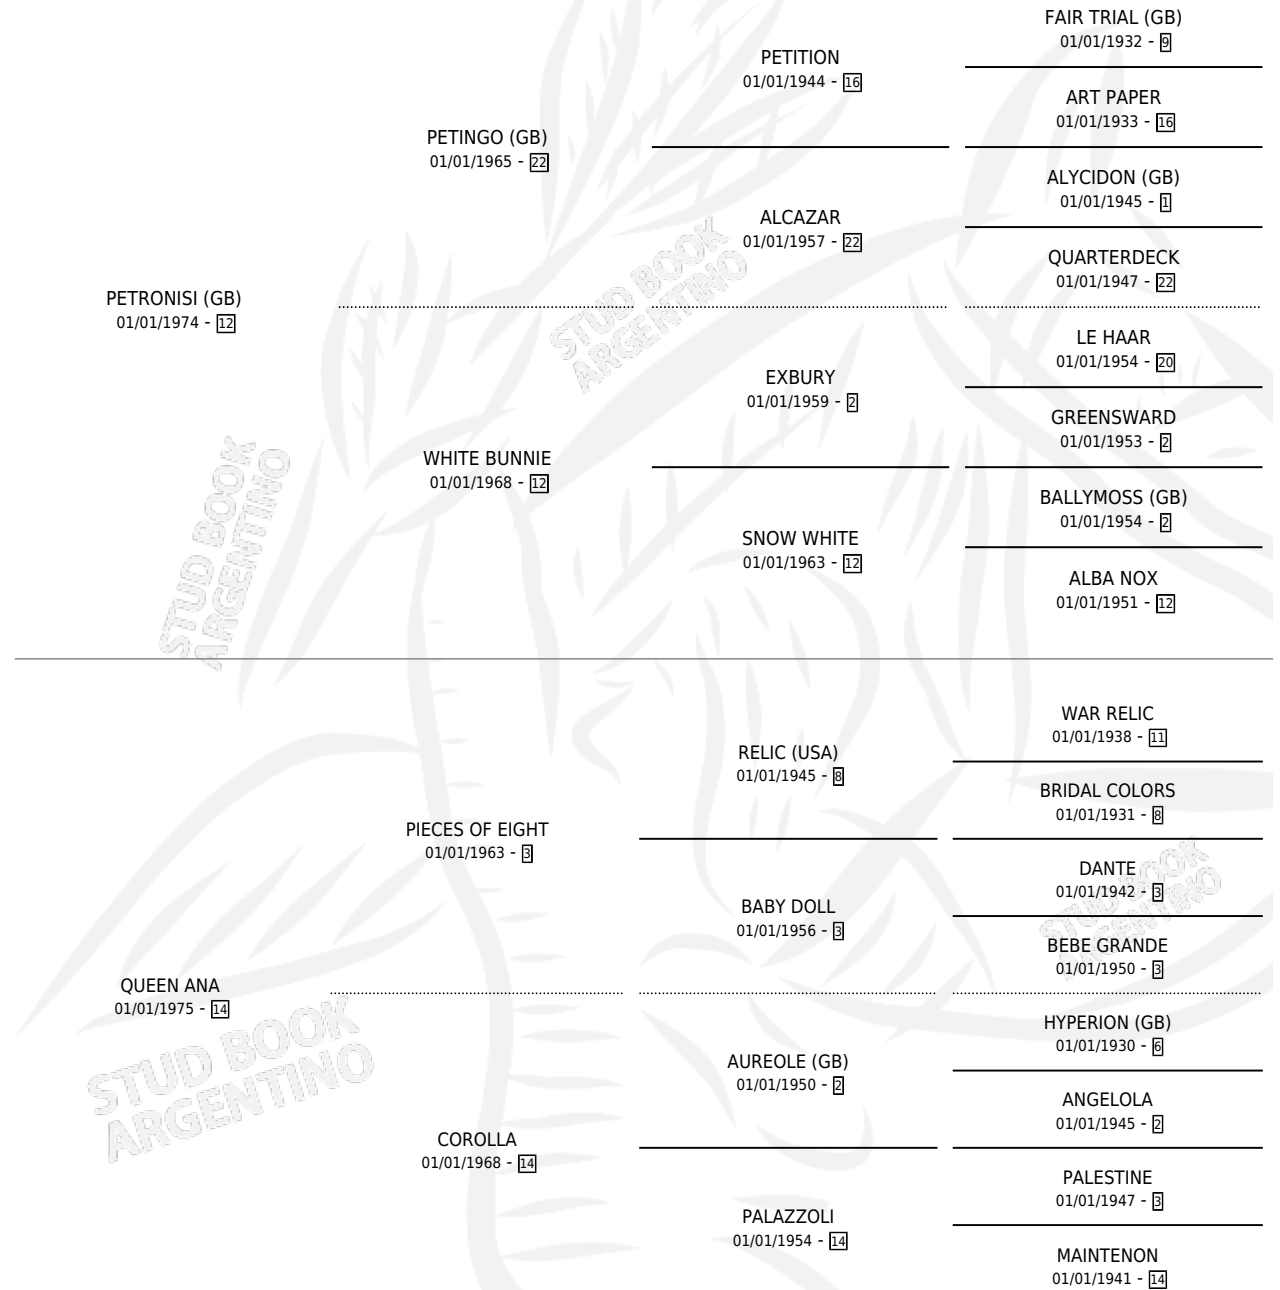 FAIR TRIAL (GB)
01/01/1932 - 9
PETITION
01/01/1944 - 16
ART PAPER
01/01/1933 - 16
PETINGO (GB)
01/01/1965 - 22
ALYCIDON (GB)
01/01/1945 - 1
ALCAZAR
01/01/1957 - 22
QUARTERDECK
01/01/1947 - 22
PETRONISI (GB)
01/01/1974 - 12
LE HAAR
01/01/1954 - 20
EXBURY
01/01/1959 - 2
GREENSWARD
01/01/1953 - 2
WHITE BUNNIE
01/01/1968 - 12
BALLYMOSS (GB)
01/01/1954 - 2
SNOW WHITE
01/01/1963 - 12
ALBA NOX
01/01/1951 - 12
WAR RELIC
01/01/1938 - 11
RELIC (USA)
01/01/1945 - 8
BRIDAL COLORS
01/01/1931 - 8
PIECES OF EIGHT
01/01/1963 - 3
DANTE
01/01/1942 - 3
BABY DOLL
01/01/1956 - 3
BEBE GRANDE
01/01/1950 - 3
QUEEN ANA
01/01/1975 - 14
HYPERION (GB)
01/01/1930 - 6
AUREOLE (GB)
01/01/1950 - 2
ANGELOLA
01/01/1945 - 2
COROLLA
01/01/1968 - 14
PALESTINE
01/01/1947 - 3
PALAZZOLI
01/01/1954 - 14
MAINTENON
01/01/1941 - 14
STUD BOOK
ARGENTINO
STUD BOOK
ARGENTINO
STUD BOOK
ARGENTINO
STUD BOOK
ARGENTINO